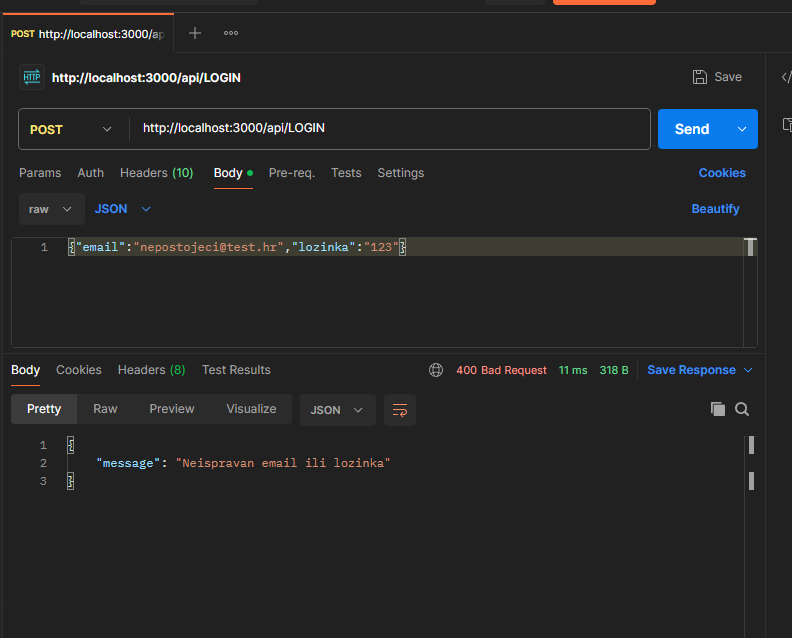 POST http://localhost:3000/ap
HTTP http://localhost:3000/api/LOGIN Save
POST http://localhost:3000/api/LOGIN Send
Params Auth Headers (10) Body Pre-req. Tests Settings Cookies
raw JSON Beautify
1 {"email":"nepostojeci@test.hr","lozinka":"123"}
Body Cookies Headers (8) Test Results 400 Bad Request 11 ms 318 B Save Response
Pretty Raw Preview Visualize JSON
1 {
2 "message": "Neispravan email ili lozinka"
3 }